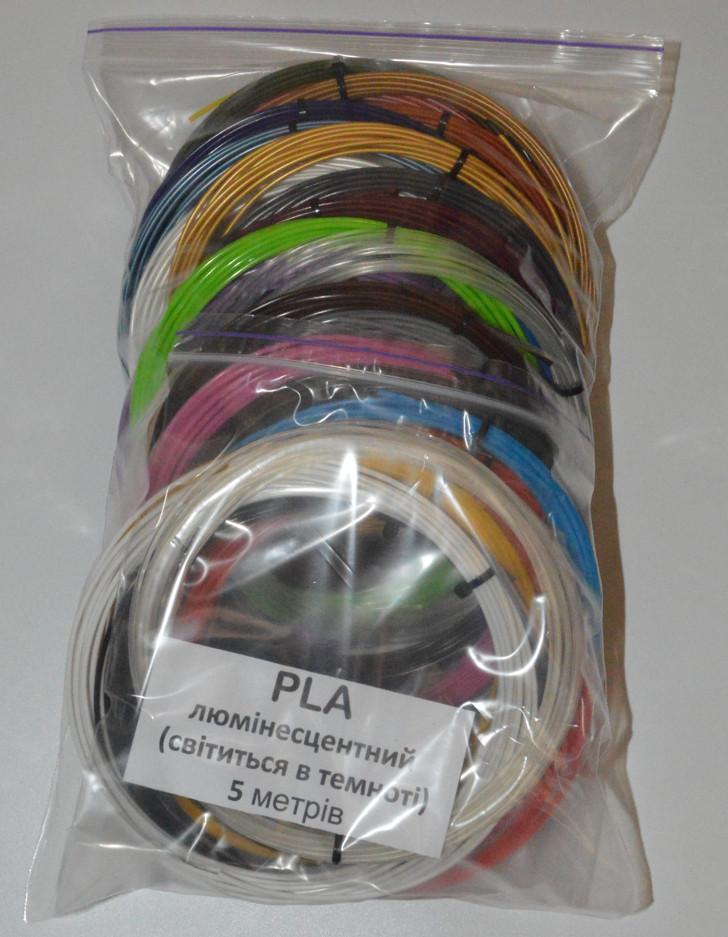 PLA
люмінесцентний
(світиться в темноті)
5 метрів